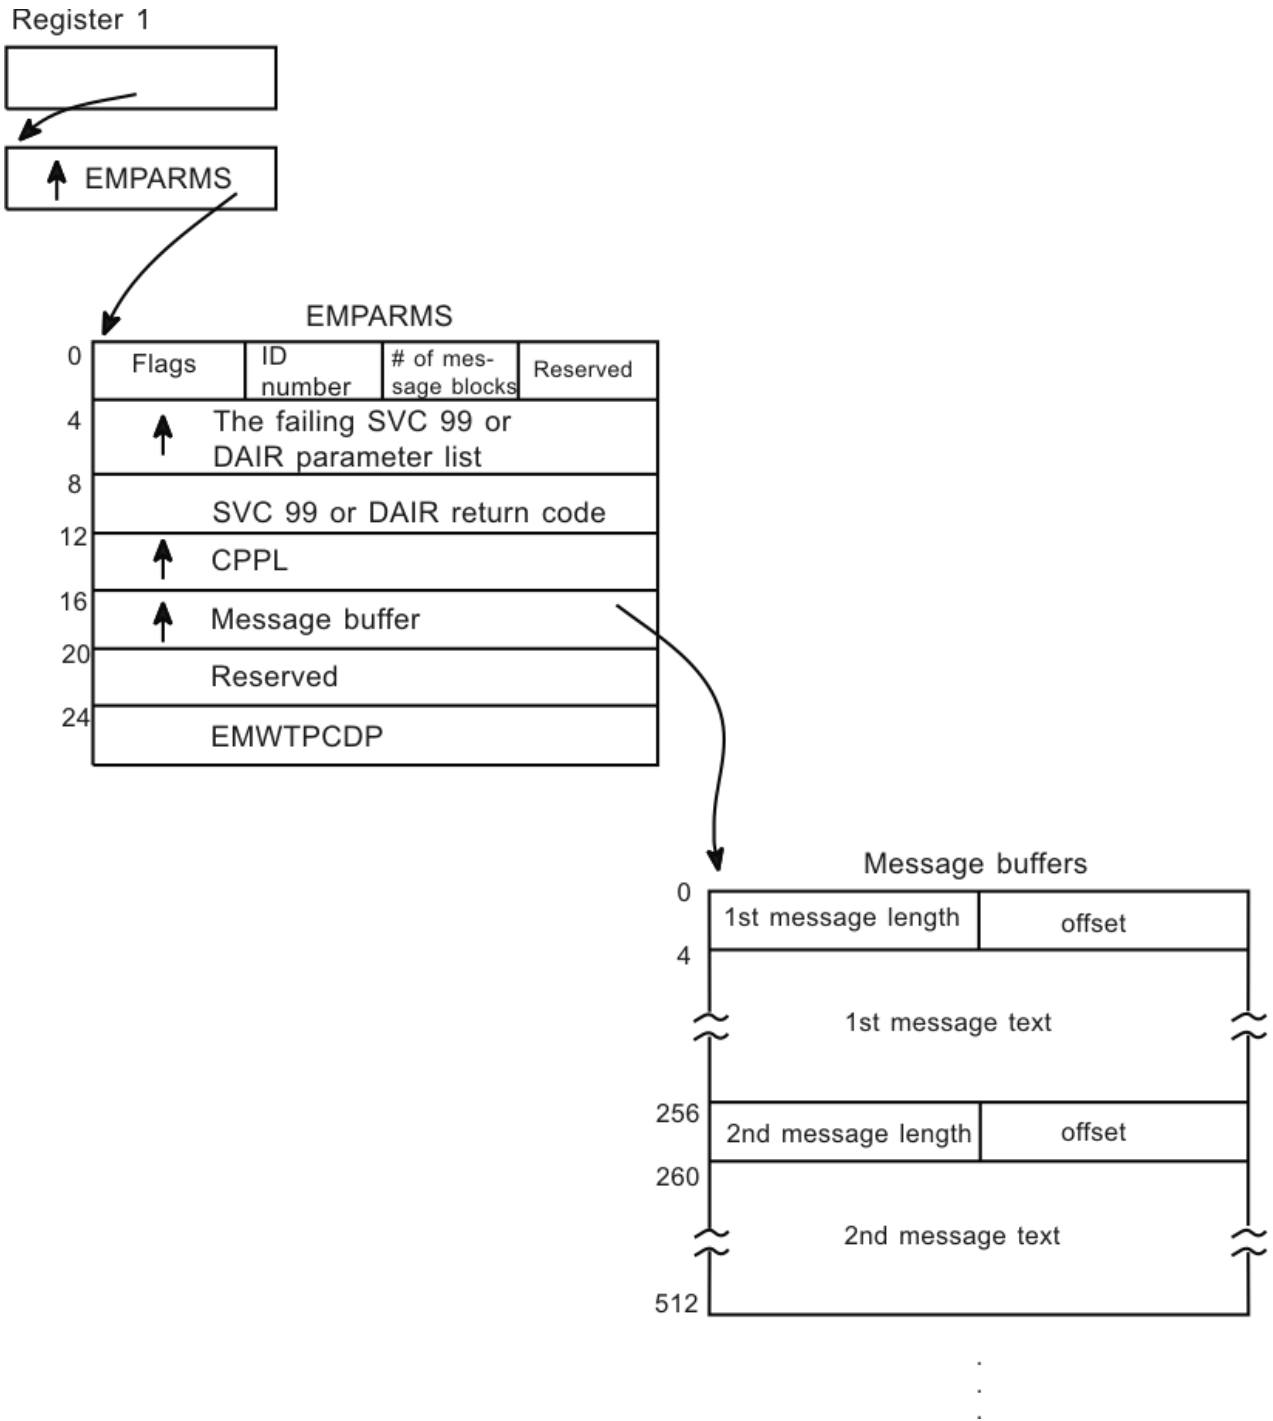 Register 1
EMPARMS
EMPARMS
0
Flags
ID
number
# of mes-
sage blocks
Reserved
4
The failing SVC 99 or
DAIR parameter list
8
SVC 99 or DAIR return code
12
CPPL
16
Message buffer
20
Reserved
24
EMWTPCDP
Message buffers
0
1st message length
offset
4
1st message text
256
2nd message length
offset
260
2nd message text
512
.
.
.